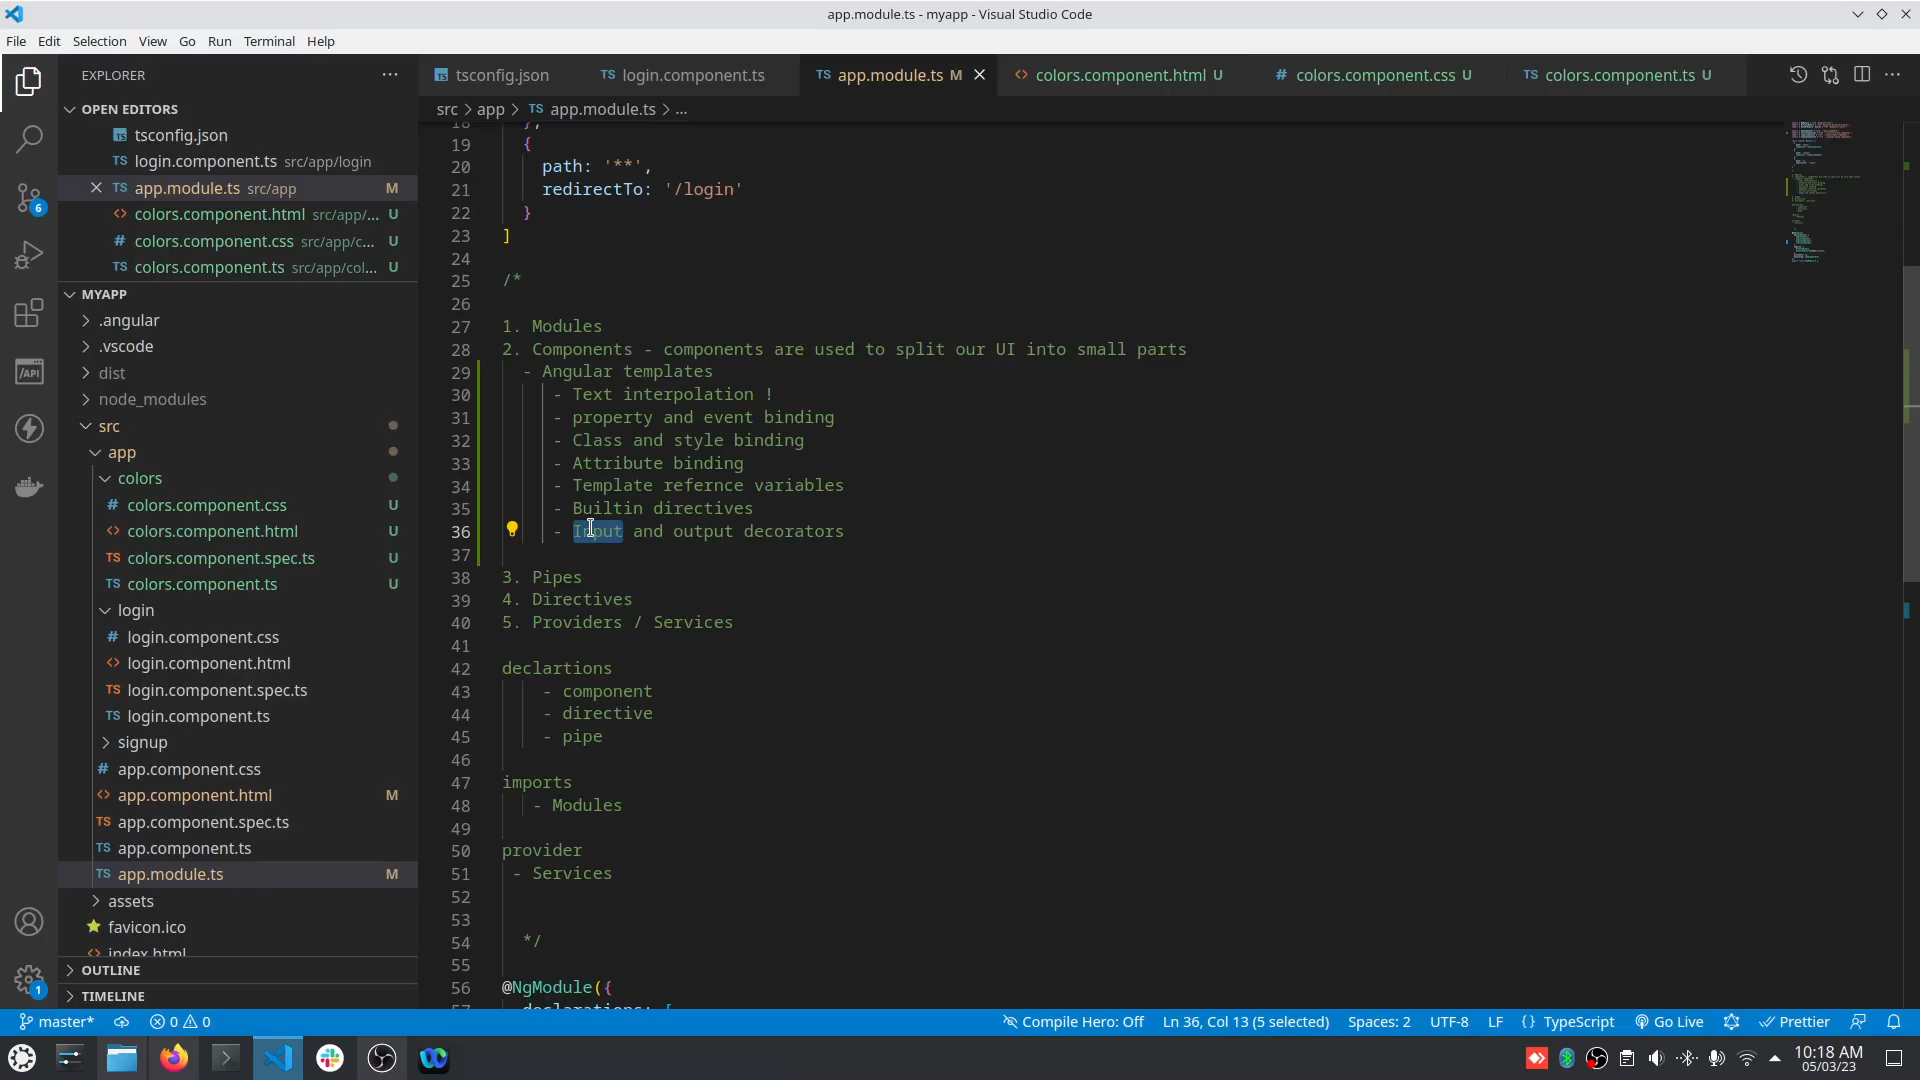 app.module.ts - myapp - Visual Studio Code
File Edit Selection View Go Run Terminal Help
EXPLORER
tsconfig.json
TS login.component.ts
TS app.module.ts M
<> colors.component.html U
# colors.component.css U
TS colors.component.ts U
src > app > TS app.module.ts > ...
OPEN EDITORS
tsconfig.json
TS login.component.ts src/app/login
TS app.module.ts src/app M
<> colors.component.html src/app/... U
# colors.component.css src/app/c... U
TS colors.component.ts src/app/col... U
MYAPP
.angular
.vscode
dist
node_modules
src
app
colors
# colors.component.css U
<> colors.component.html U
TS colors.component.spec.ts U
TS colors.component.ts U
login
# login.component.css
<> login.component.html
TS login.component.spec.ts
TS login.component.ts
signup
# app.component.css
<> app.component.html M
TS app.component.spec.ts
TS app.component.ts
TS app.module.ts M
assets
favicon.ico
index.html
OUTLINE
TIMELINE
/API
6
1
18 },
19 {
20 path: '**',
21 redirectTo: '/login'
22 }
23 ]
24
25 /*
26
27 1. Modules
28 2. Components - components are used to split our UI into small parts
29 - Angular templates
30 - Text interpolation !
31 - property and event binding
32 - Class and style binding
33 - Attribute binding
34 - Template refernce variables
35 - Builtin directives
36 - Input and output decorators
37
38 3. Pipes
39 4. Directives
40 5. Providers / Services
41
42 declartions
43 - component
44 - directive
45 - pipe
46
47 imports
48 - Modules
49
50 provider
51 - Services
52
53
54 */
55
56 @NgModule({
57 declarations: [
master* 0 0 Compile Hero: Off Ln 36, Col 13 (5 selected) Spaces: 2 UTF-8 LF {} TypeScript Go Live Prettier
10:18 AM
05/03/23